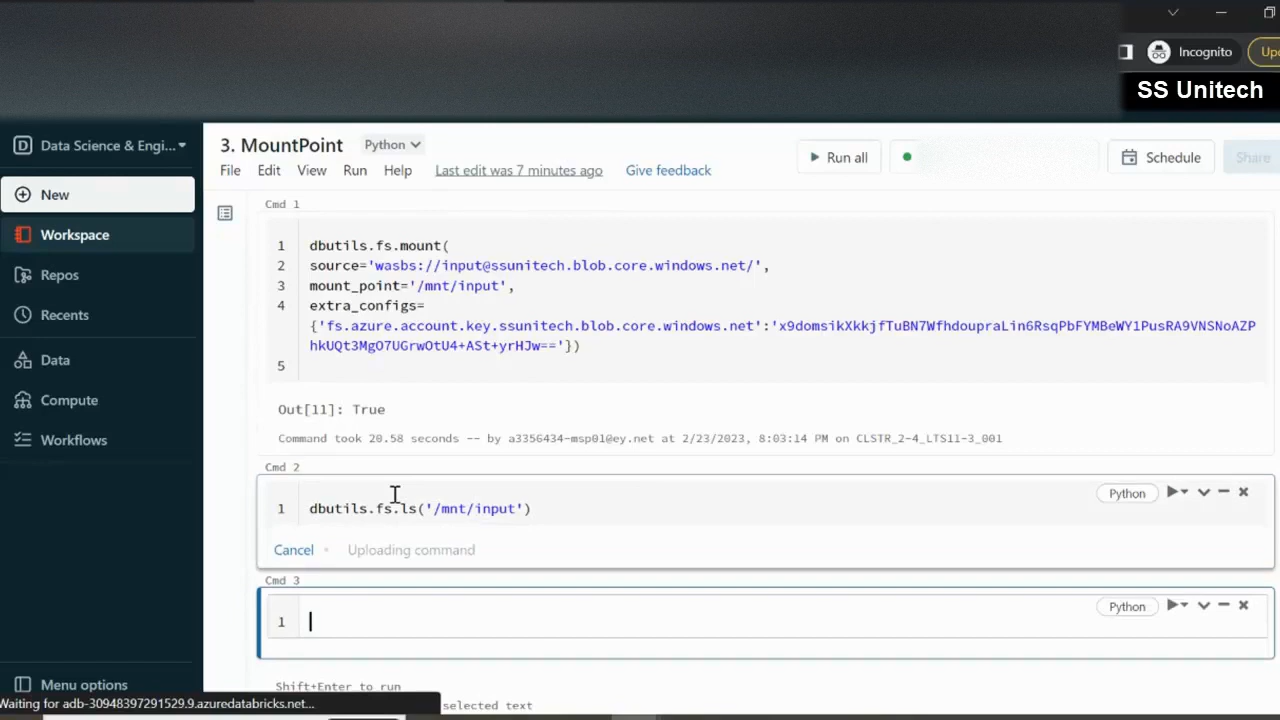 Incognito
Up
SS Unitech
Data Science & Engi...
3. MountPoint
Python
Run all
Schedule
Share
File
Edit
View
Run
Help
Last edit was 7 minutes ago
Give feedback
New
Workspace
Repos
Recents
Data
Compute
Workflows
Menu options
Waiting for adb-30948397291529.9.azuredatabricks.net...
Cmd 1
1 dbutils.fs.mount(
2 source='wasbs://input@ssunitech.blob.core.windows.net/',
3 mount_point='/mnt/input',
4 extra_configs=
{'fs.azure.account.key.ssunitech.blob.core.windows.net':'x9domsikXkkjfTuBN7WfhdoupraLin6RsqPbFYMBeWY1PusRA9VNSNoAZP
hkUQt3MgO7UGrwOtU4+ASt+yrHJw=='})
5
Out[11]: True
Command took 20.58 seconds -- by a3356434-msp01@ey.net at 2/23/2023, 8:03:14 PM on CLSTR_2-4_LTS11-3_001
Cmd 2
Python
1 dbutils.fs.ls('/mnt/input')
Cancel
Uploading command
Cmd 3
Python
1
Shift+Enter to run
selected text